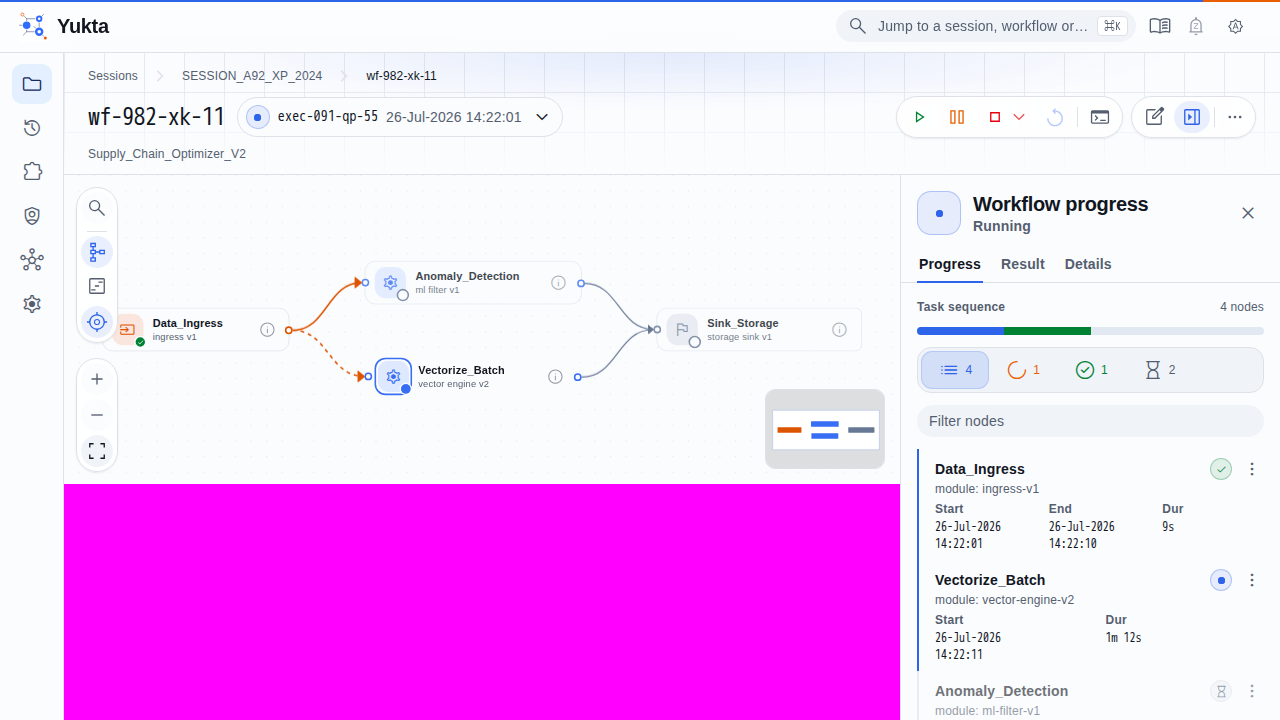 Yukta
Jump to a session, workflow or…
⌘K
Sessions
SESSION_A92_XP_2024
wf-982-xk-11
wf-982-xk-11
exec-091-qp-55 26-Jul-2026 14:22:01
Supply_Chain_Optimizer_V2
Data_Ingress
ingress v1
Anomaly_Detection
ml filter v1
Vectorize_Batch
vector engine v2
Sink_Storage
storage sink v1
Workflow progress
Running
Progress Result Details
Task sequence 4 nodes
4 1 1 2
Filter nodes
Data_Ingress
module: ingress-v1
Start End Dur
26-Jul-2026 26-Jul-2026 9s
14:22:01 14:22:10
Vectorize_Batch
module: vector-engine-v2
Start Dur
26-Jul-2026 1m 12s
14:22:11
Anomaly_Detection
module: ml-filter-v1